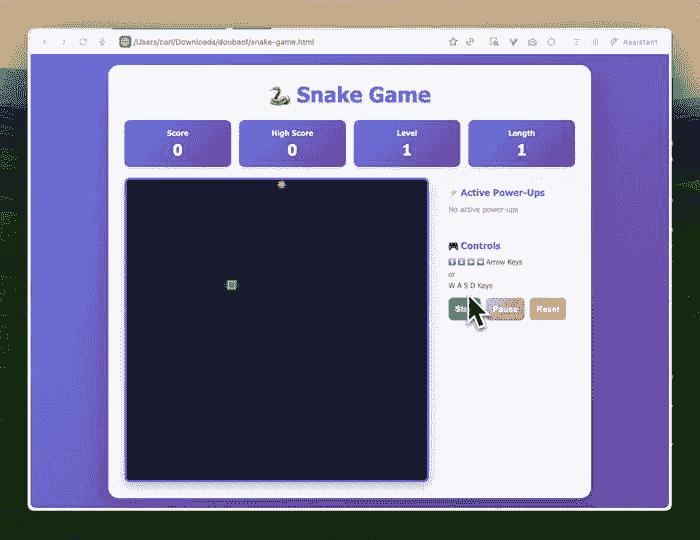 /Users/carl/Downloads/doubaof/snake-game.html
Assistant
Snake Game
Score
0
High Score
0
Level
1
Length
1
Active Power-Ups
No active power-ups
Controls
Arrow Keys
or
W A S D Keys
Pause
Reset